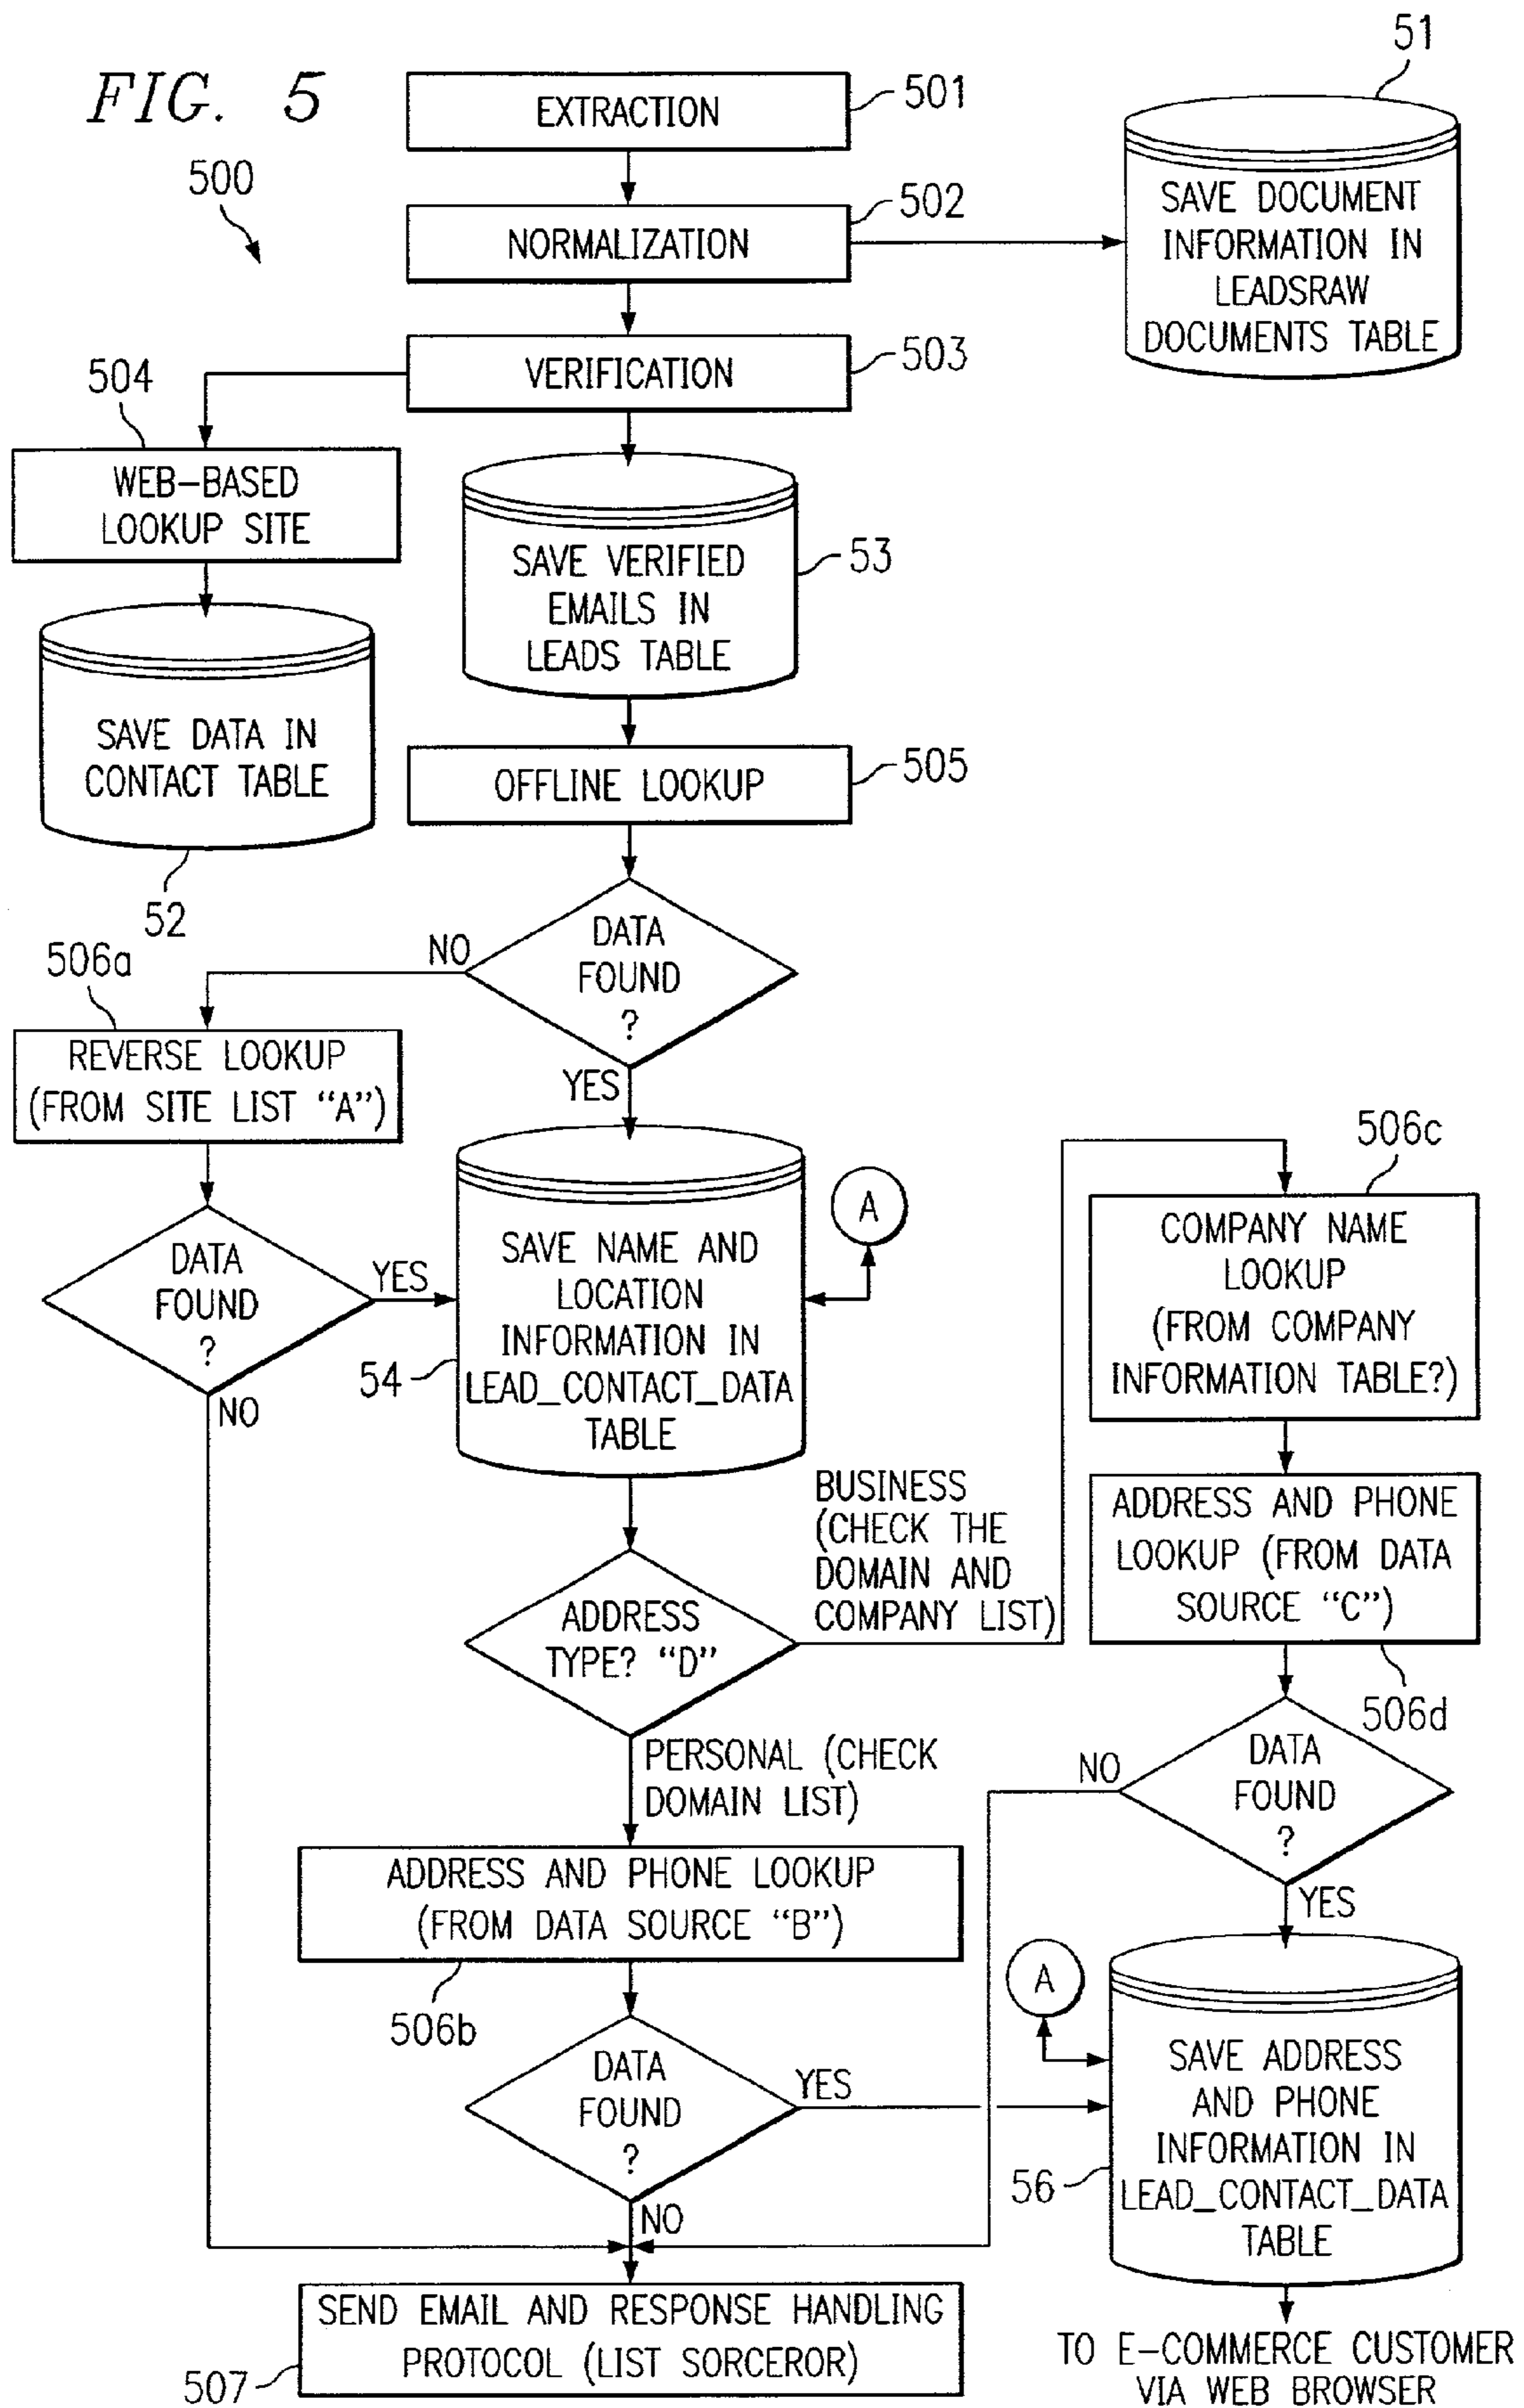 FIG. 5
500
EXTRACTION
501
NORMALIZATION
502
51
SAVE DOCUMENT
INFORMATION IN
LEADSRAW
DOCUMENTS TABLE
VERIFICATION
503
504
WEB-BASED
LOOKUP SITE
SAVE VERIFIED
EMAILS IN
LEADS TABLE
53
SAVE DATA IN
CONTACT TABLE
52
OFFLINE LOOKUP
505
DATA
FOUND
?
NO
YES
506a
REVERSE LOOKUP
(FROM SITE LIST “A”)
DATA
FOUND
?
YES
NO
SAVE NAME AND
LOCATION
INFORMATION IN
LEAD_CONTACT_DATA
TABLE
54
A
506c
COMPANY NAME
LOOKUP
(FROM COMPANY
INFORMATION TABLE?)
BUSINESS
(CHECK THE
DOMAIN AND
COMPANY LIST)
ADDRESS AND PHONE
LOOKUP (FROM DATA
SOURCE “C”)
506d
ADDRESS
TYPE? “D”
PERSONAL (CHECK
DOMAIN LIST)
DATA
FOUND
?
NO
YES
ADDRESS AND PHONE LOOKUP
(FROM DATA SOURCE “B”)
506b
DATA
FOUND
?
YES
NO
A
SAVE ADDRESS
AND PHONE
INFORMATION IN
LEAD_CONTACT_DATA
TABLE
56
SEND EMAIL AND RESPONSE HANDLING
PROTOCOL (LIST SORCEROR)
507
TO E-COMMERCE CUSTOMER
VIA WEB BROWSER